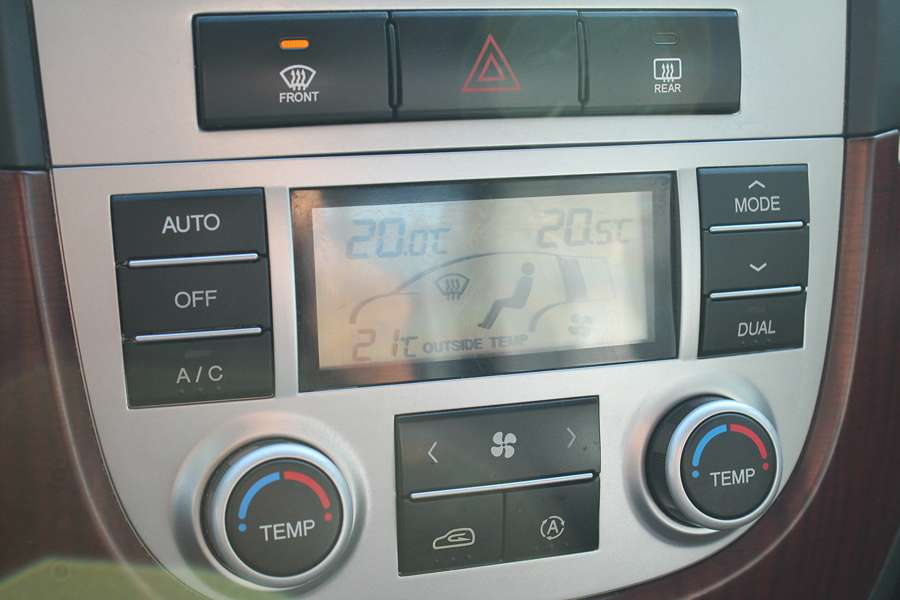 FRONT
REAR
AUTO
OFF
A/C
20.0°C
20.5°C
21°C OUTSIDE TEMP
MODE
DUAL
TEMP
A
TEMP